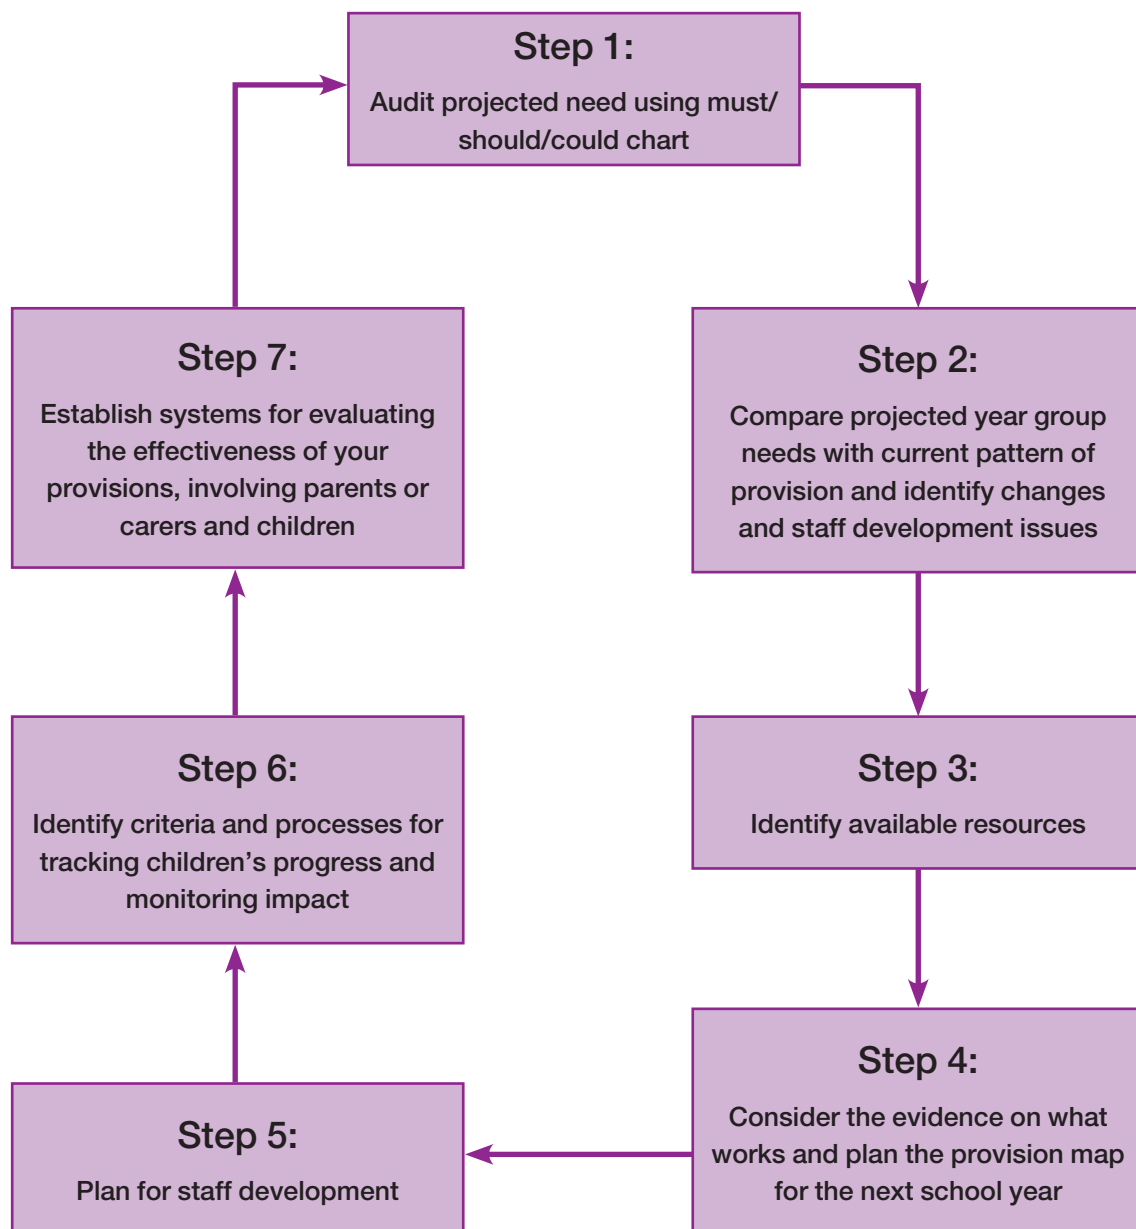 Step 1:
Audit projected need using must/
should/could chart
Step 2:
Compare projected year group
needs with current pattern of
provision and identify changes
and staff development issues
Step 3:
Identify available resources
Step 4:
Consider the evidence on what
works and plan the provision map
for the next school year
Step 5:
Plan for staff development
Step 6:
Identify criteria and processes for
tracking children’s progress and
monitoring impact
Step 7:
Establish systems for evaluating
the effectiveness of your
provisions, involving parents or
carers and children